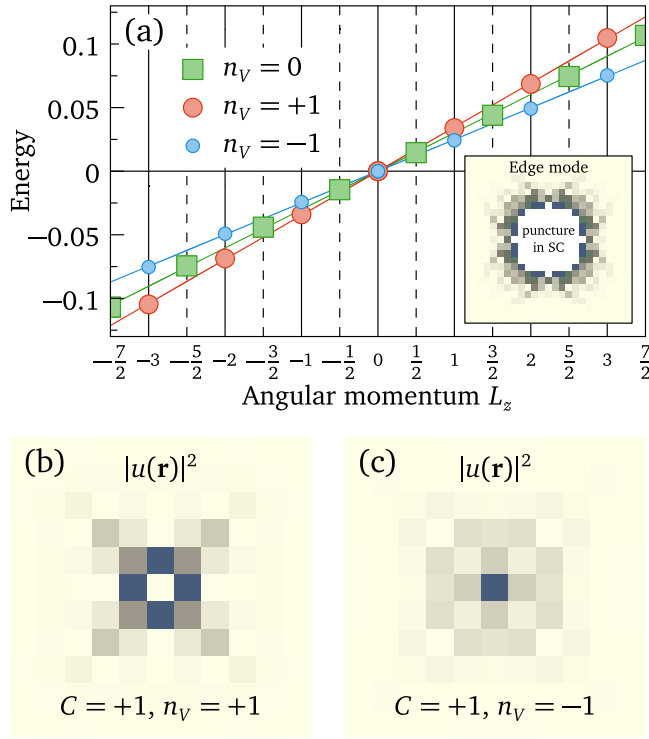 (a)
0.1
0.05
0
−0.05
−0.1
Energy
n_V = 0
n_V = +1
n_V = −1
Edge mode
puncture
in SC
−7/2 −3 −5/2 −2 −3/2 −1 −1/2 0 1/2 1 3/2 2 5/2 3 7/2
Angular momentum L_z
(b)
|u(r)|²
C = +1, n_V = +1
(c)
|u(r)|²
C = +1, n_V = −1